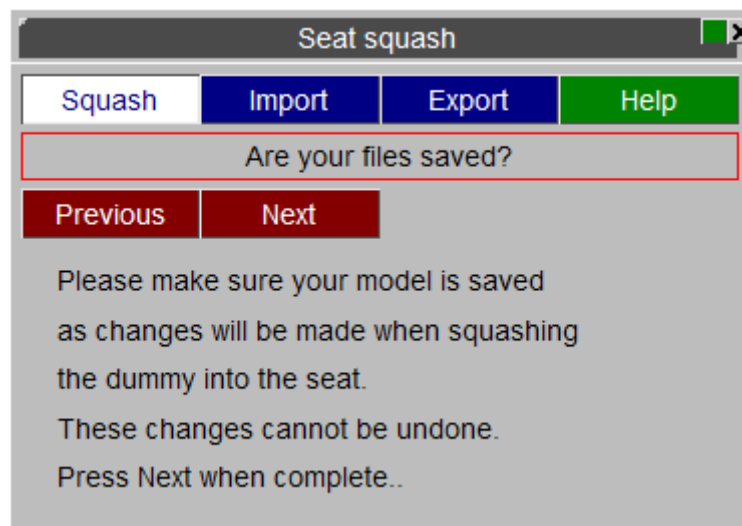 Seat squash
Squash Import Export Help
Are your files saved?
Previous Next
Please make sure your model is saved
as changes will be made when squashing
the dummy into the seat.
These changes cannot be undone.
Press Next when complete..